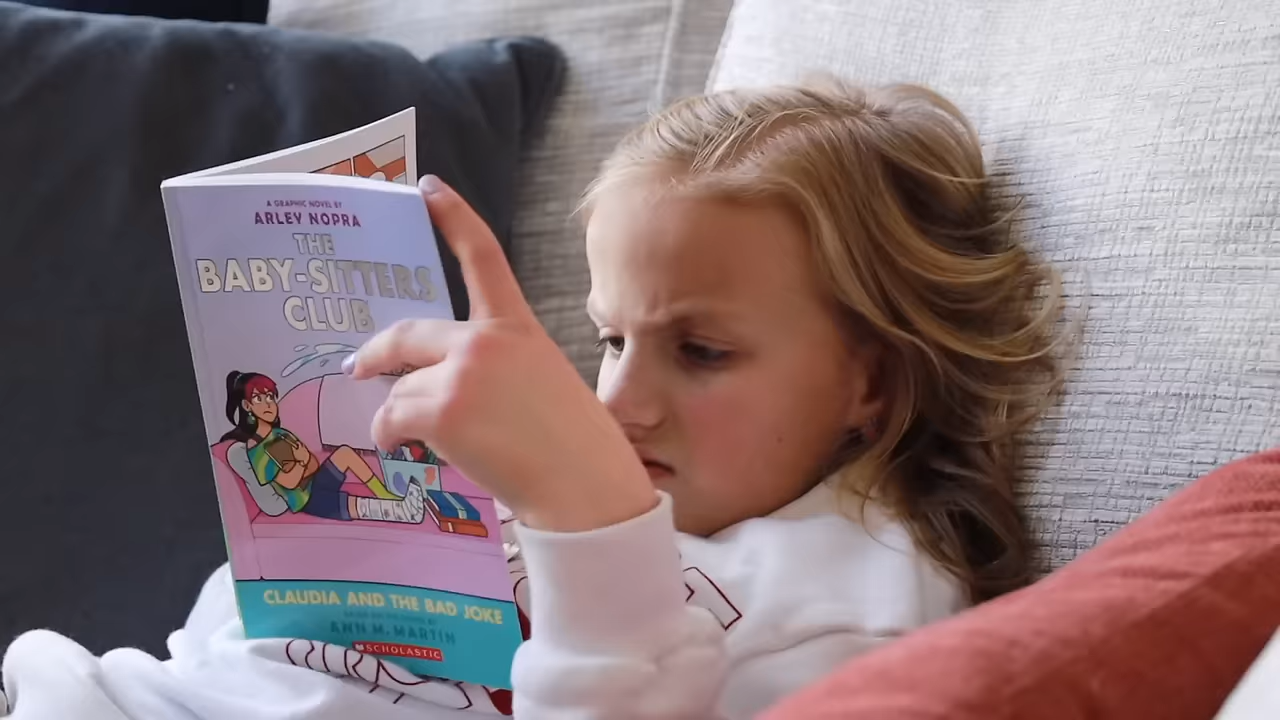 A GRAPHIC NOVEL BY
ARLEY NOPRA
THE
BABY-SITTERS
CLUB
CLAUDIA AND THE BAD JOKE
ANN M. MARTIN
SCHOLASTIC